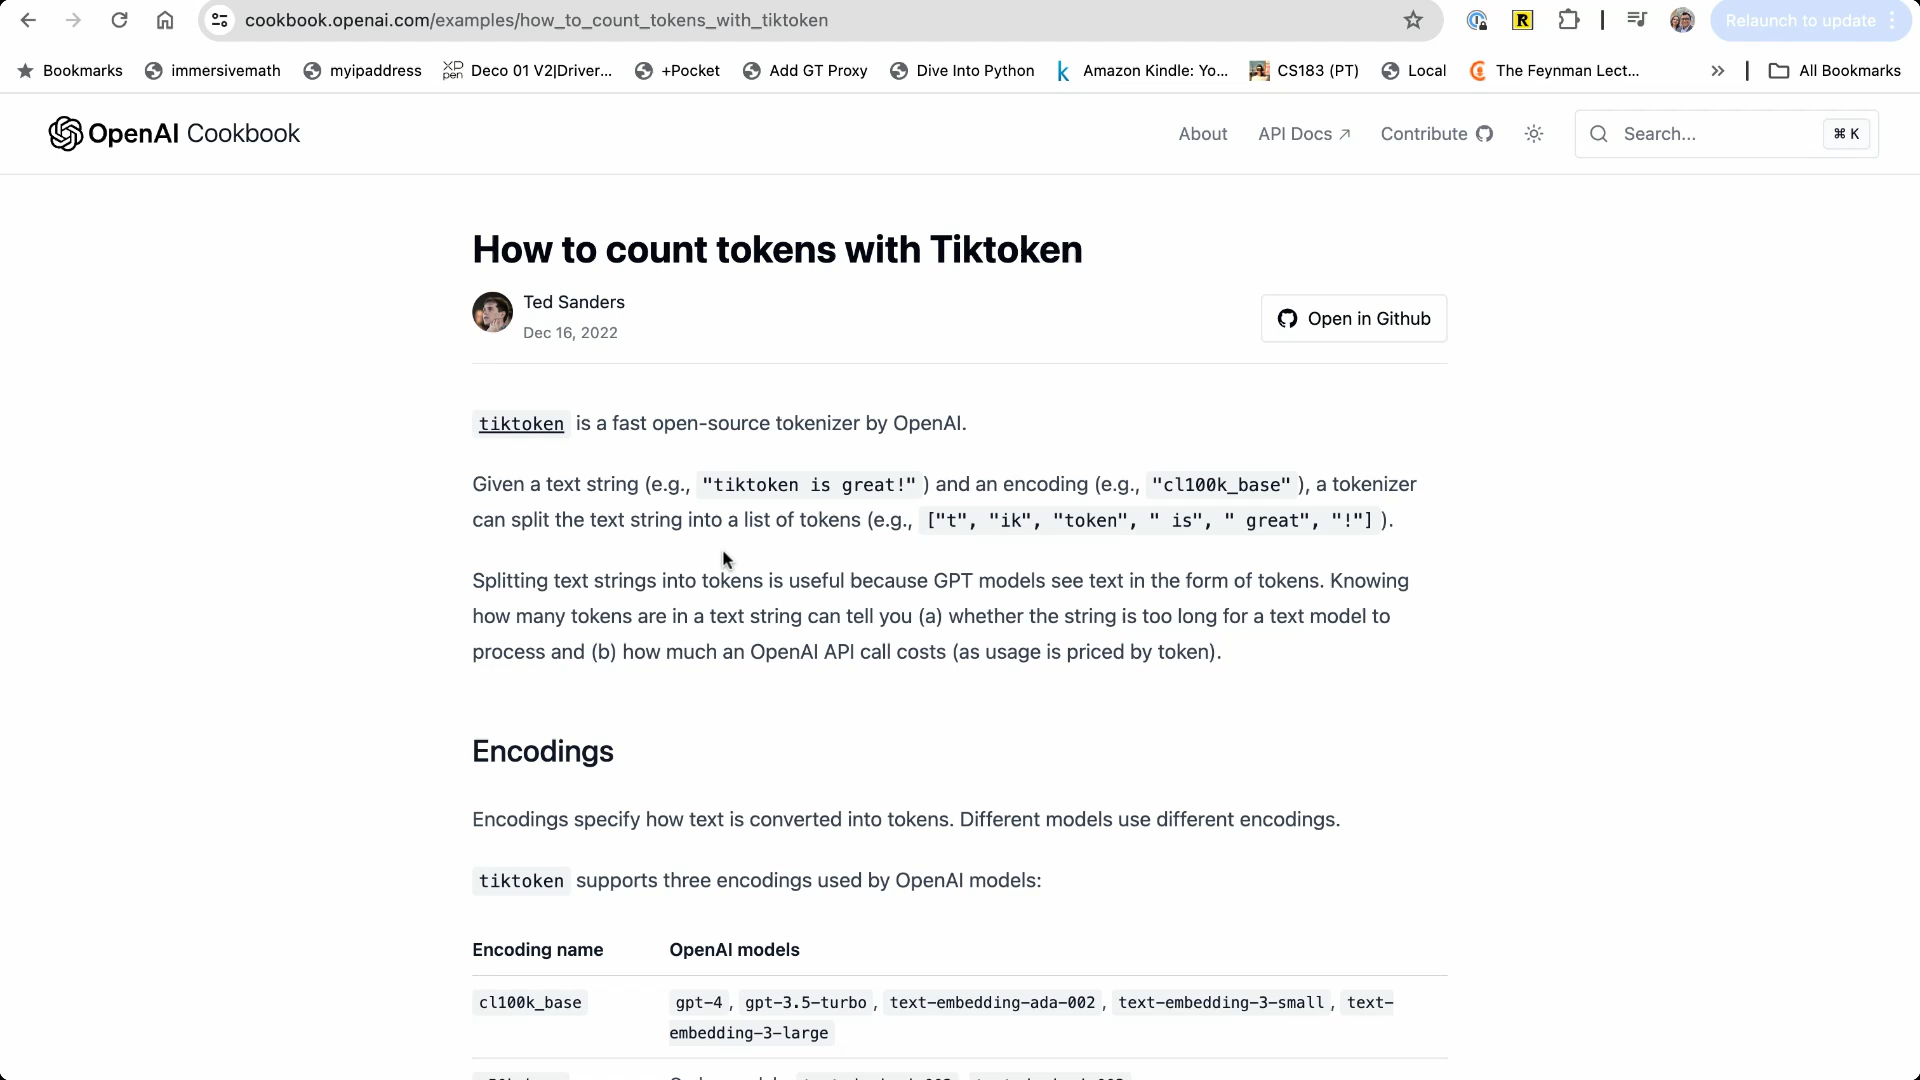 cookbook.openai.com/examples/how_to_count_tokens_with_tiktoken
Relaunch to update
Bookmarks immersivemath myipaddress XP pen Deco 01 V2|Driver... +Pocket Add GT Proxy Dive Into Python Amazon Kindle: Yo... CS183 (PT) Local The Feynman Lect... » All Bookmarks
OpenAI Cookbook About API Docs ↗ Contribute Search... ⌘ K
How to count tokens with Tiktoken
Ted Sanders
Dec 16, 2022
Open in Github
tiktoken is a fast open-source tokenizer by OpenAI.
Given a text string (e.g., "tiktoken is great!" ) and an encoding (e.g., "cl100k_base" ), a tokenizer
can split the text string into a list of tokens (e.g., ["t", "ik", "token", " is", " great", "!"] ).
Splitting text strings into tokens is useful because GPT models see text in the form of tokens. Knowing
how many tokens are in a text string can tell you (a) whether the string is too long for a text model to
process and (b) how much an OpenAI API call costs (as usage is priced by token).
Encodings
Encodings specify how text is converted into tokens. Different models use different encodings.
tiktoken supports three encodings used by OpenAI models:
Encoding name OpenAI models
cl100k_base gpt-4 , gpt-3.5-turbo , text-embedding-ada-002 , text-embedding-3-small , text-
embedding-3-large